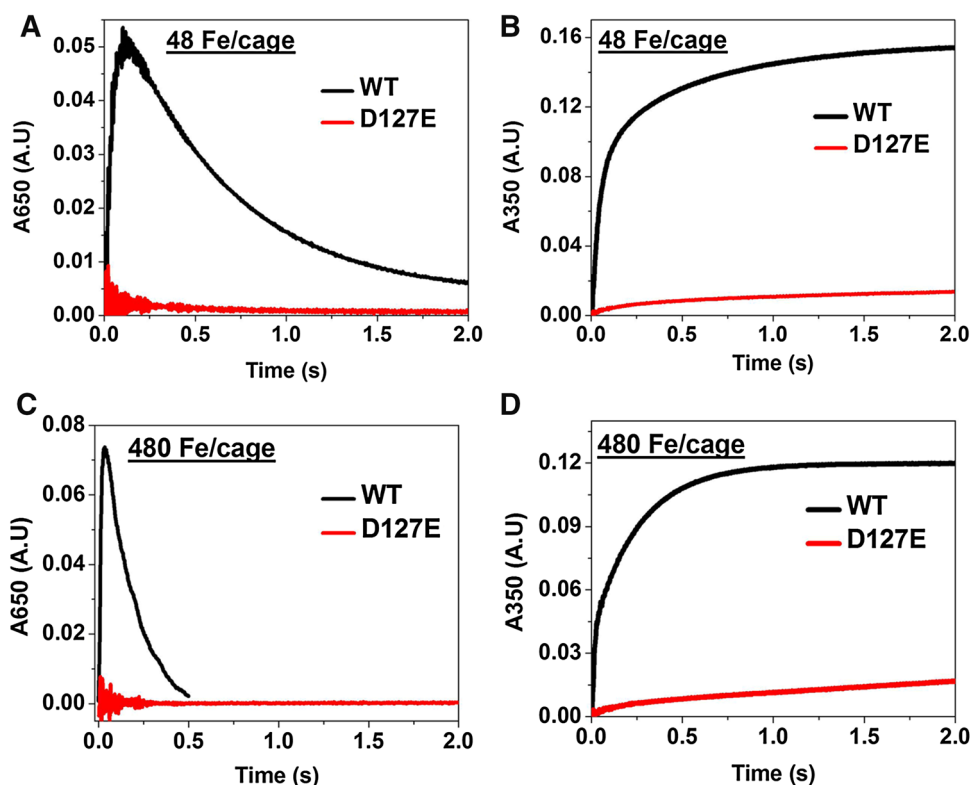 A
48 Fe/cage
WT
D127E
A650 (A.U)
0.05
0.04
0.03
0.02
0.01
0.00
0.0 0.5 1.0 1.5 2.0
Time (s)
B
48 Fe/cage
WT
D127E
A350 (A.U)
0.16
0.12
0.08
0.04
0.00
0.0 0.5 1.0 1.5 2.0
Time (s)
C
480 Fe/cage
WT
D127E
A650 (A.U)
0.08
0.06
0.04
0.02
0.00
0.0 0.5 1.0 1.5 2.0
Time (s)
D
480 Fe/cage
WT
D127E
A350 (A.U)
0.12
0.09
0.06
0.03
0.00
0.0 0.5 1.0 1.5 2.0
Time (s)